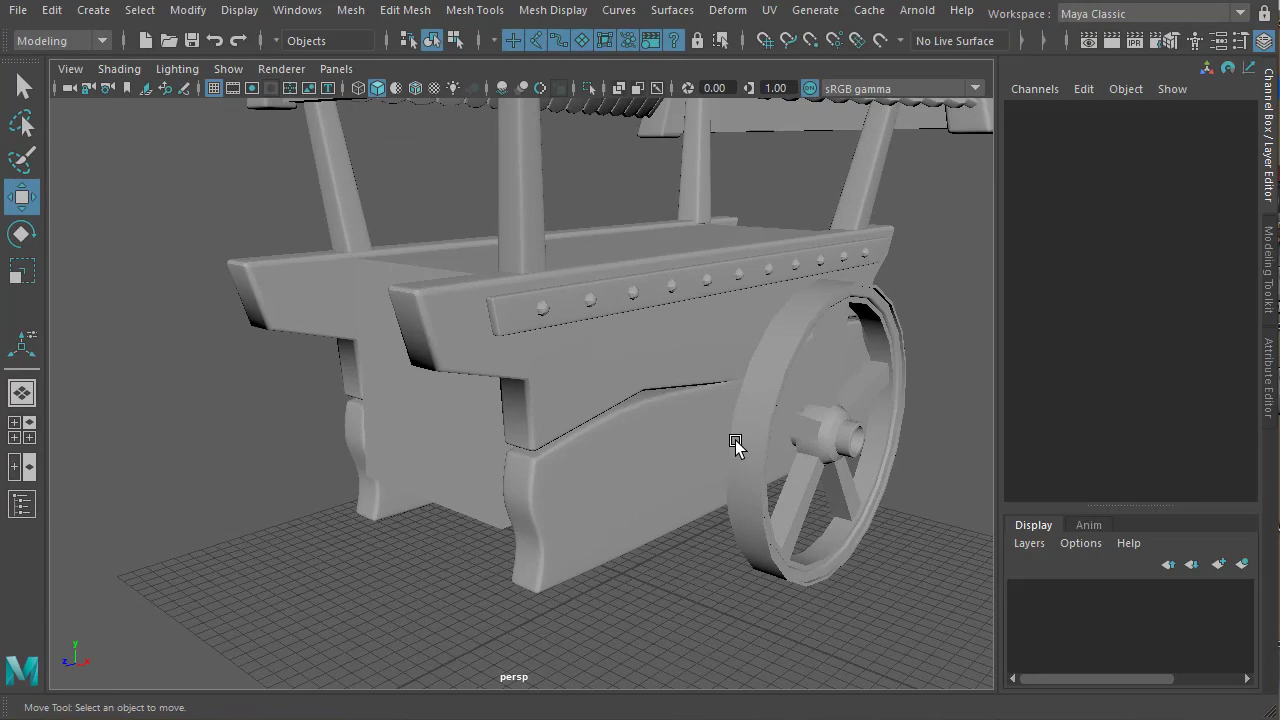 File Edit Create Select Modify Display Windows Mesh Edit Mesh Mesh Tools Mesh Display Curves Surfaces Deform UV Generate Cache Arnold Help Workspace : Maya Classic
Modeling Objects No Live Surface IPR
View Shading Lighting Show Renderer Panels
0.00 1.00 ON sRGB gamma
Channels Edit Object Show
Channel Box / Layer Editor
Modeling Toolkit
Attribute Editor
Display Anim
Layers Options Help
y
z x
persp
M
Move Tool: Select an object to move.